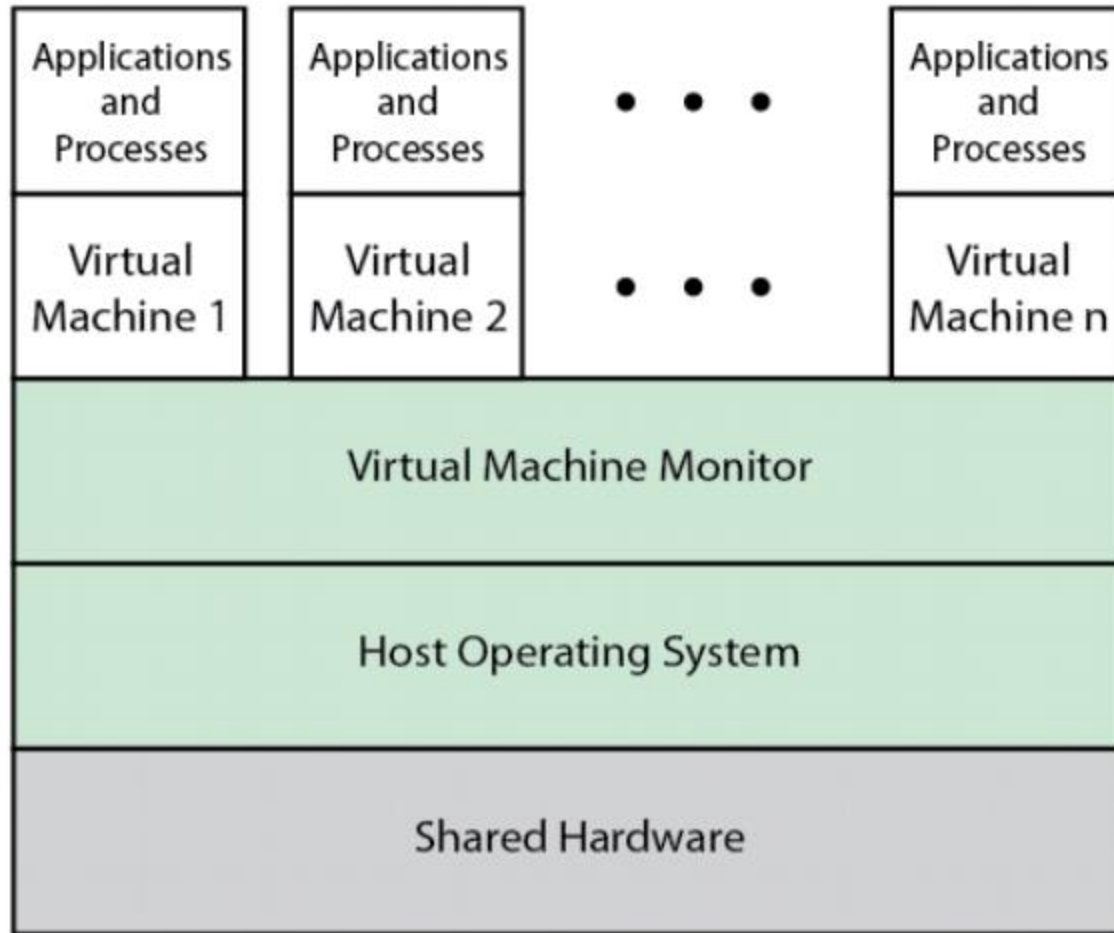 Applications
and
Processes
Applications
and
Processes
Applications
and
Processes
Virtual
Machine 1
Virtual
Machine 2
Virtual
Machine n
Virtual Machine Monitor
Host Operating System
Shared Hardware